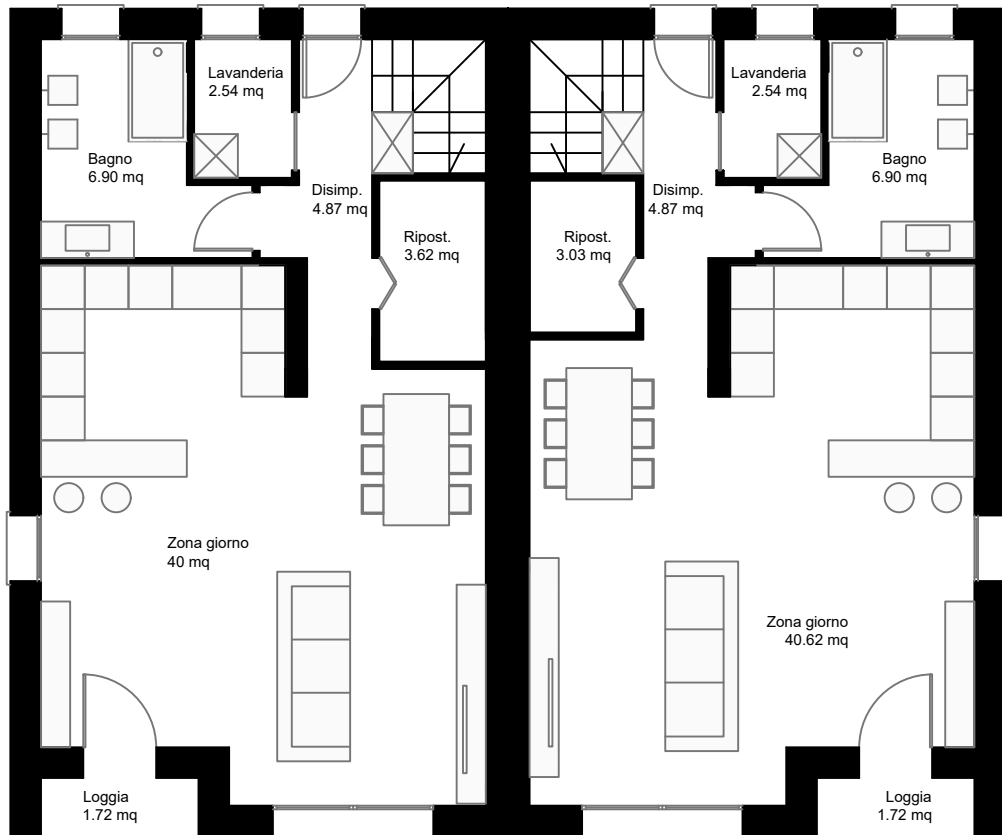 Lavanderia
2.54 mq
Bagno
6.90 mq
Disimp.
4.87 mq
Ripost.
3.62 mq
Zona giorno
40 mq
Loggia
1.72 mq
Lavanderia
2.54 mq
Bagno
6.90 mq
Disimp.
4.87 mq
Ripost.
3.03 mq
Zona giorno
40.62 mq
Loggia
1.72 mq